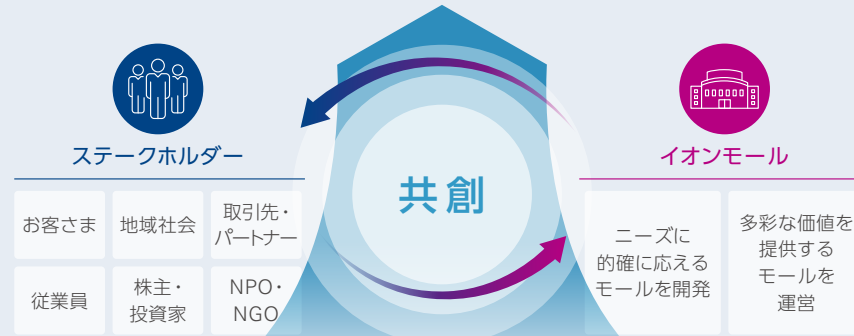 ステークホルダー
お客さま
地域社会
取引先・
パートナー
従業員
株主・
投資家
NPO・
NGO
共創
イオンモール
ニーズに
的確に応える
モールを開発
多彩な価値を
提供する
モールを
運営